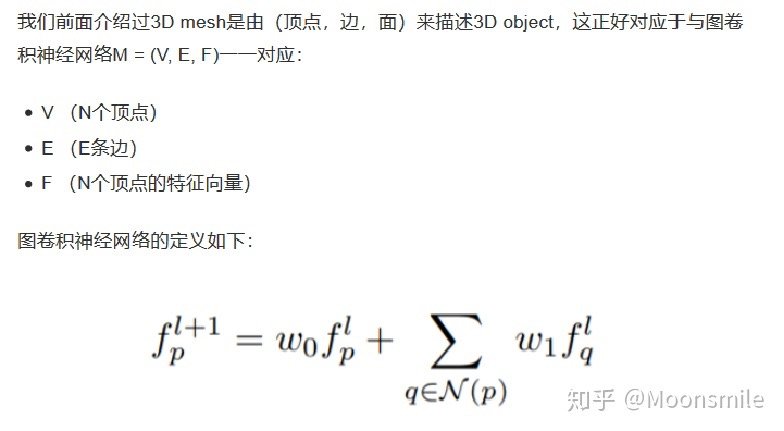 我们前面介绍过3D mesh是由（顶点，边，面）来描述3D object，这正好对应于与图卷
积神经网络M = (V, E, F)一一对应：
• V （N个顶点)
• E （E条边）
• F （N个顶点的特征向量）
图卷积神经网络的定义如下：
f_p^{l+1} = w_0 f_p^l + \sum_{q∈\mathcal{N}(p)} w_1 f_q^l
知乎 @Moonsmile